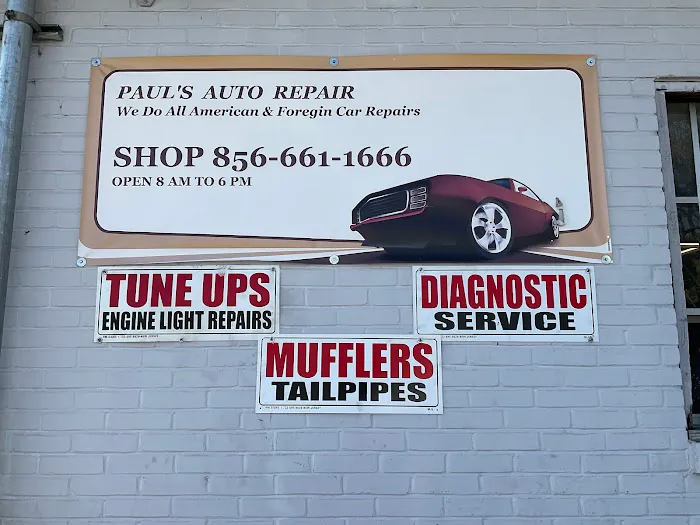 PAUL'S AUTO REPAIR
We Do All American & Foregin Car Repairs
SHOP 856-661-1666
OPEN 8 AM TO 6 PM
TUNE UPS
ENGINE LIGHT REPAIRS
DIAGNOSTIC
SERVICE
MUFFLERS
TAILPIPES